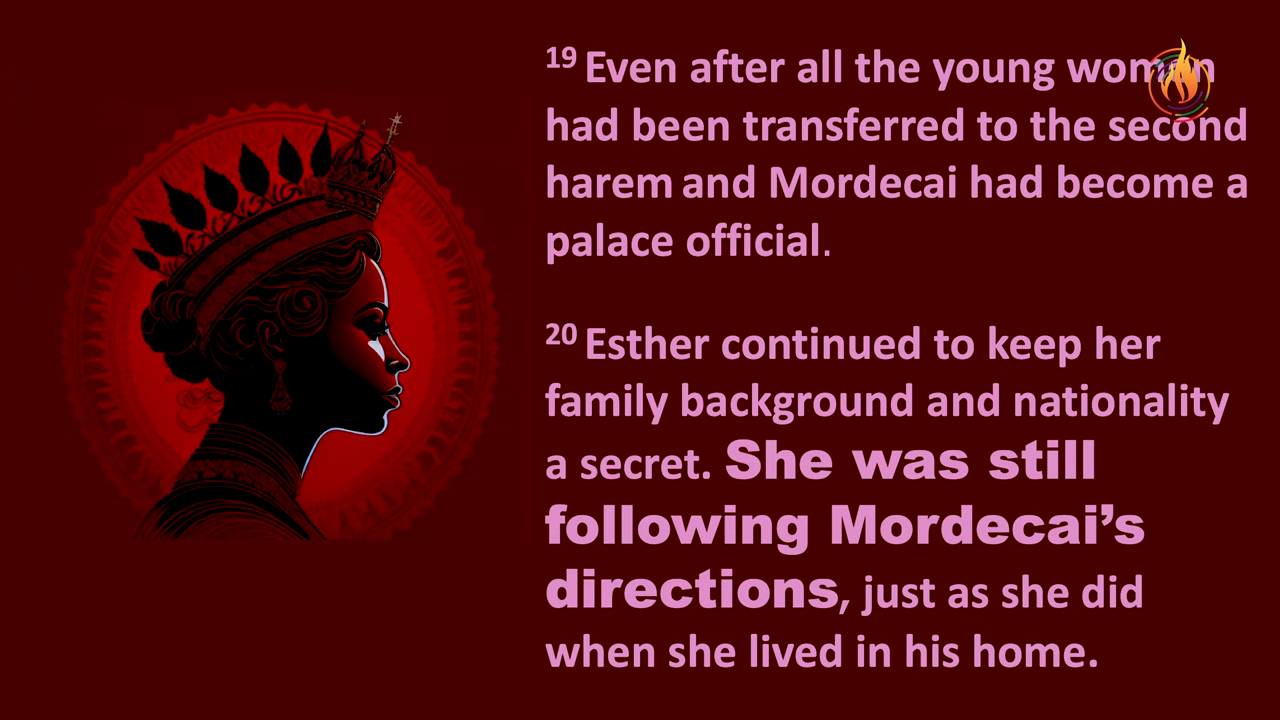 19 Even after all the young women
had been transferred to the second
harem and Mordecai had become a
palace official.
20 Esther continued to keep her
family background and nationality
a secret. She was still
following Mordecai’s
directions, just as she did
when she lived in his home.